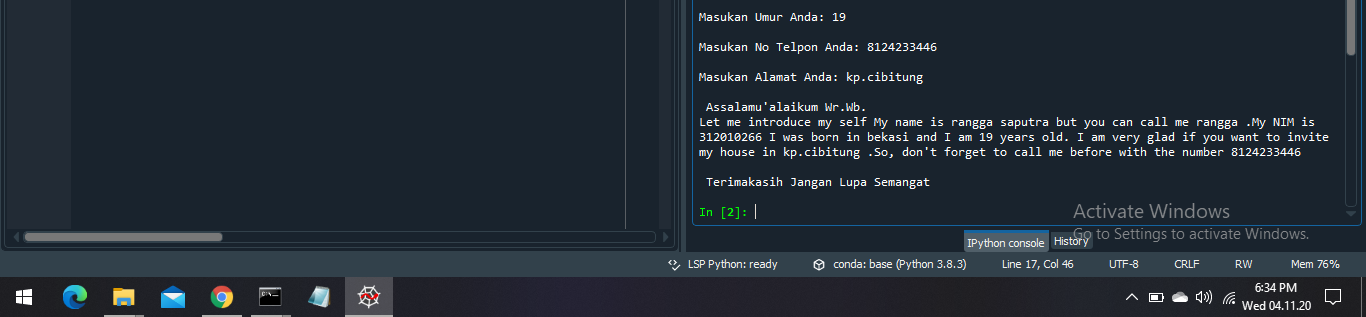 Masukan Umur Anda: 19
Masukan No Telpon Anda: 8124233446
Masukan Alamat Anda: kp.cibitung
Assalamu'alaikum Wr.Wb.
Let me introduce my self My name is rangga saputra but you can call me rangga .My NIM is
312010266 I was born in bekasi and I am 19 years old. I am very glad if you want to invite
my house in kp.cibitung .So, don't forget to call me before with the number 8124233446
Terimakasih Jangan Lupa Semangat
In [2]:
Activate Windows
Go to Settings to activate Windows.
IPython console History
LSP Python: ready conda: base (Python 3.8.3) Line 17, Col 46 UTF-8 CRLF RW Mem 76%
6:34 PM
Wed 04.11.20